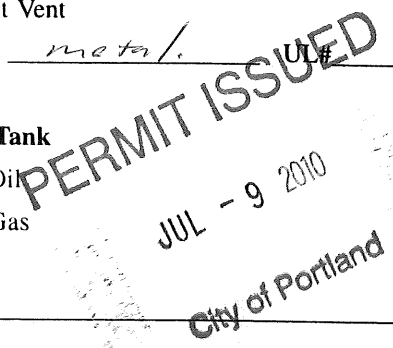 t Vent
metal. UL#
PERMIT ISSUED
Tank
Oil
Gas
JUL - 9 2010
City of Portland